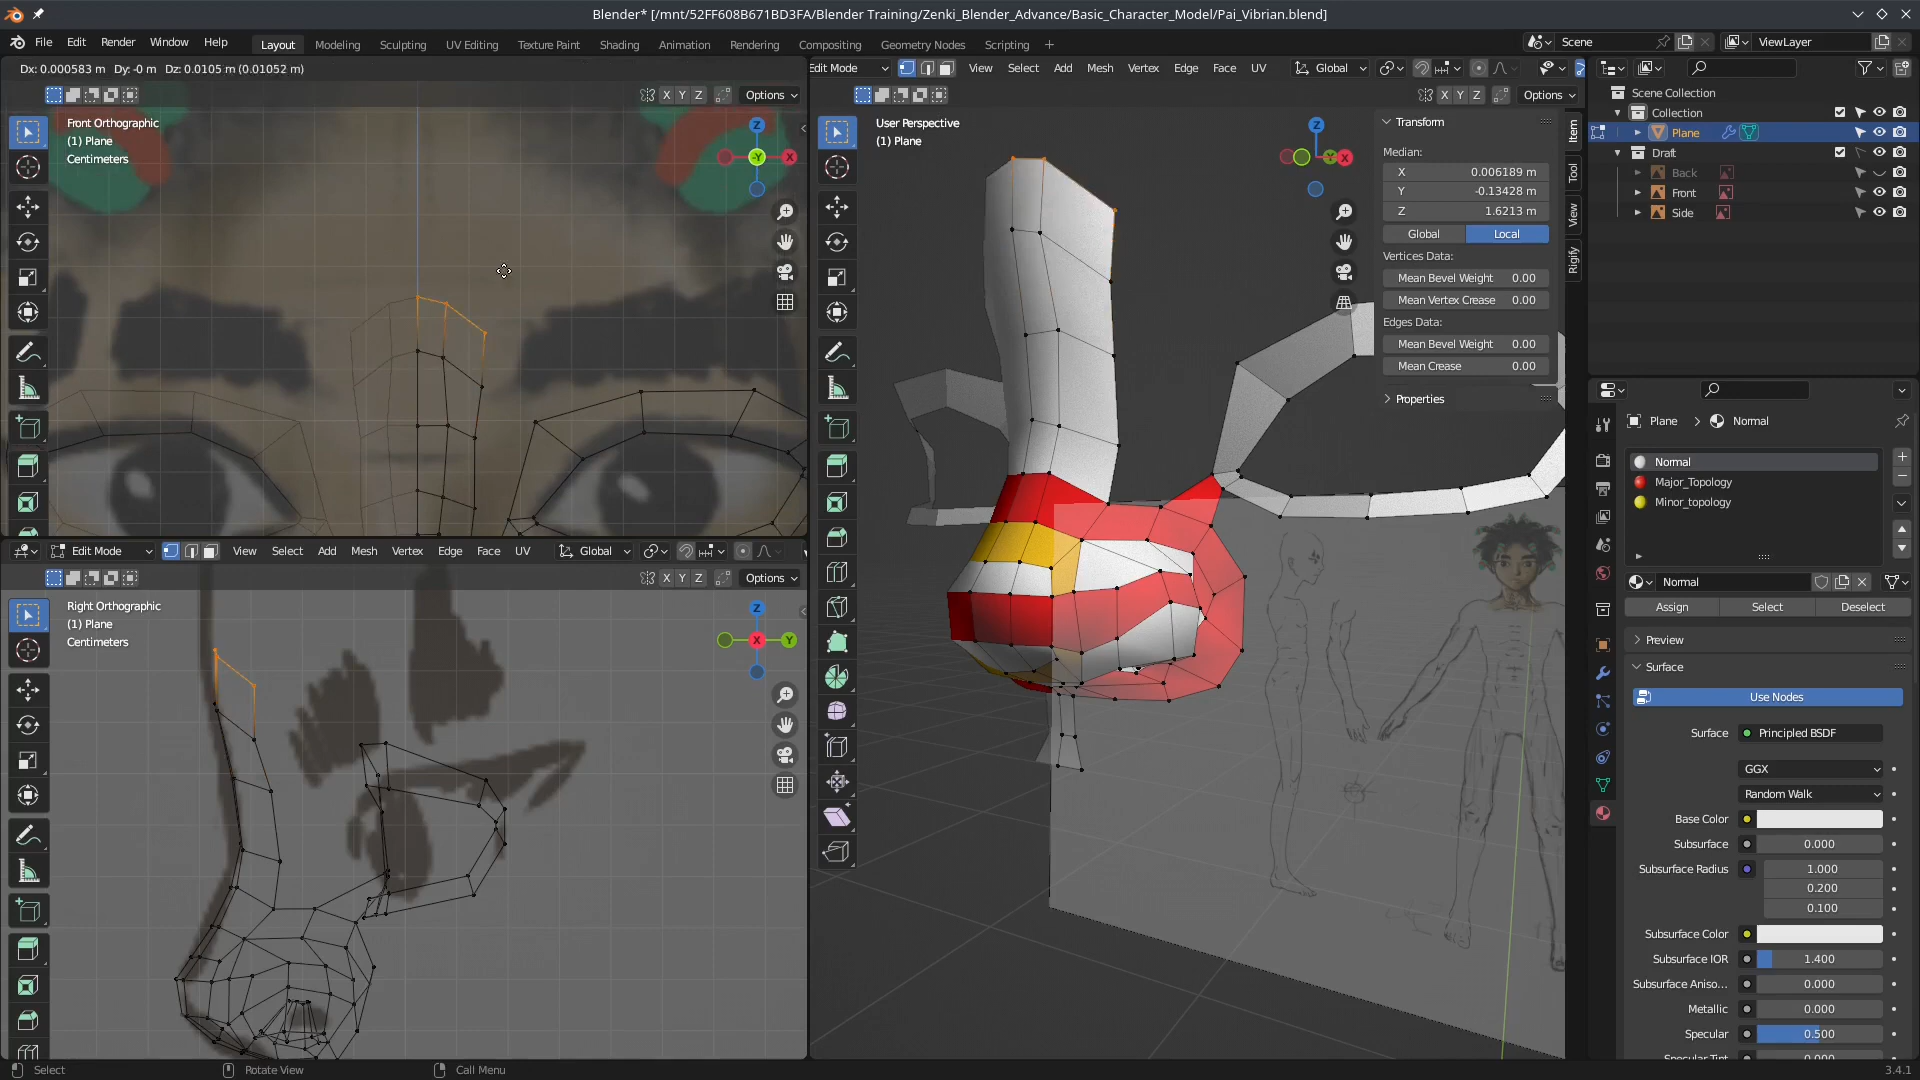 Blender* [/mnt/52FF608B671BD3FA/Blender Training/Zenki_Blender_Advance/Basic_Character_Model/Pai_Vibrian.blend]
File Edit Render Window Help
Layout Modeling Sculpting UV Editing Texture Paint Shading Animation Rendering Compositing Geometry Nodes Scripting +
Scene
ViewLayer
Dx: 0.000583 m Dy: -0 m Dz: 0.0105 m (0.01052 m)
X Y Z Options
Front Orthographic
(1) Plane
Centimeters
Z
-Y
X
Edit Mode View Select Add Mesh Vertex Edge Face UV Global
X Y Z Options
Right Orthographic
(1) Plane
Centimeters
Z
X
Y
dit Mode View Select Add Mesh Vertex Edge Face UV Global
X Y Z Options
User Perspective
(1) Plane
Z
Y
X
Transform
Median:
X 0.006189 m
Y -0.13428 m
Z 1.6213 m
Global Local
Vertices Data:
Mean Bevel Weight 0.00
Mean Vertex Crease 0.00
Edges Data:
Mean Bevel Weight 0.00
Mean Crease 0.00
Properties
Item
Tool
View
Rigify
Scene Collection
Collection
Plane
Draft
Back
Front
Side
Plane > Normal
Normal
Major_Topology
Minor_topology
Normal
Assign Select Deselect
Preview
Surface
Use Nodes
Surface Principled BSDF
GGX
Random Walk
Base Color
Subsurface 0.000
Subsurface Radius 1.000
0.200
0.100
Subsurface Color
Subsurface IOR 1.400
Subsurface Aniso... 0.000
Metallic 0.000
Specular 0.500
Specular Tint 0.000
Select
Rotate View
Call Menu
3.4.1